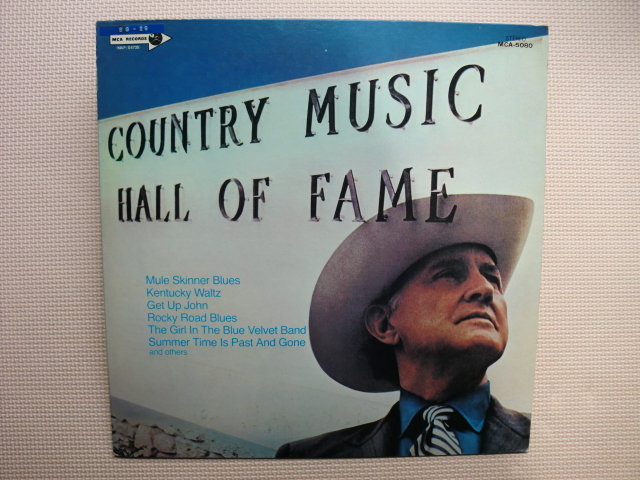 MCA RECORDS
STEREO
MCA-5080
COUNTRY MUSIC
HALL OF FAME
Mule Skinner Blues
Kentucky Waltz
Get Up John
Rocky Road Blues
The Girl In The Blue Velvet Band
Summer Time Is Past And Gone
and others